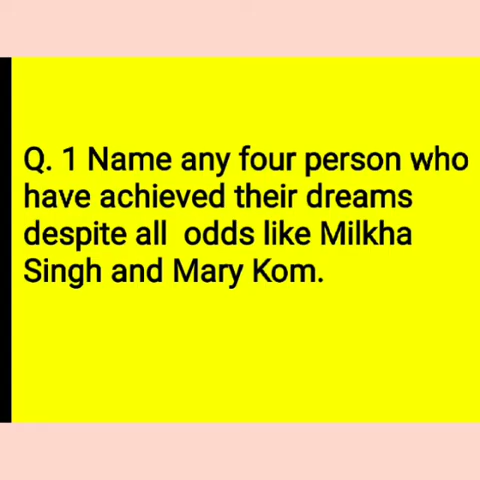 Q. 1 Name any four person who
have achieved their dreams
despite all  odds like Milkha
Singh and Mary Kom.